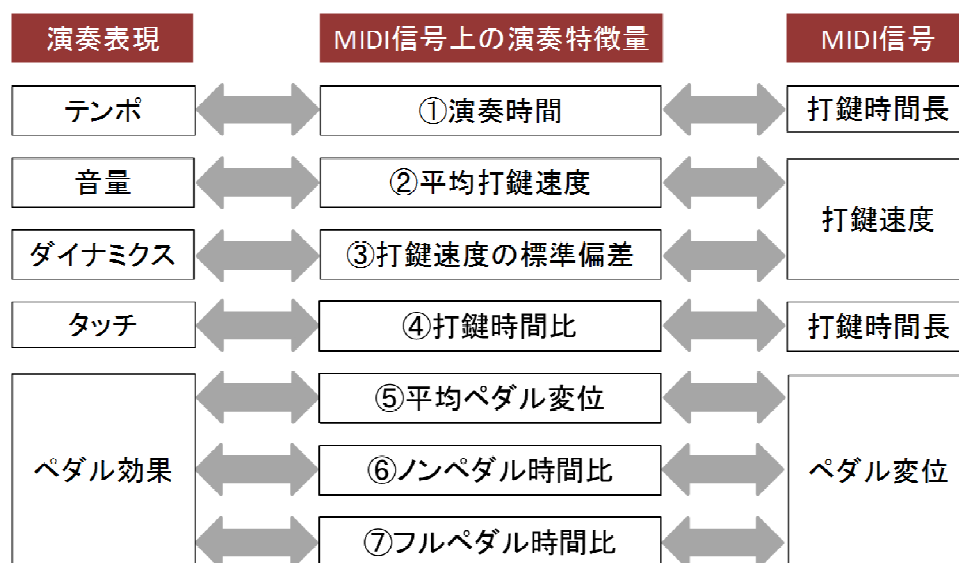 演奏表現 MIDI信号上の演奏特徴量 MIDI信号
テンポ ①演奏時間 打鍵時間長
音量 ②平均打鍵速度
打鍵速度
ダイナミクス ③打鍵速度の標準偏差
タッチ ④打鍵時間比 打鍵時間長
⑤平均ペダル変位
ペダル効果 ⑥ノンペダル時間比 ペダル変位
⑦フルペダル時間比